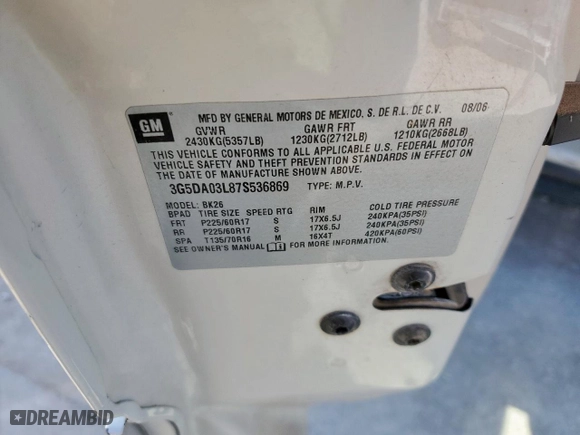 GM
MFD BY GENERAL MOTORS DE MEXICO, S. DE R.L. DE C.V. 08/06
GVWR GAWR FRT GAWR RR
2430KG(5357LB) 1230KG(2712LB) 1210KG(2668LB)
THIS VEHICLE CONFORMS TO ALL APPLICABLE U.S. FEDERAL MOTOR
VEHICLE SAFETY AND THEFT PREVENTION STANDARDS IN EFFECT ON
THE DATE OF MANUFACTURE SHOWN ABOVE.
3G5DA03L87S536869 TYPE: M.P.V.
MODEL: BK26
BPAD TIRE SIZE SPEED RTG RIM COLD TIRE PRESSURE
FRT P225/60R17 S 17X6.5J 240KPA(35PSI)
RR P225/60R17 S 17X6.5J 240KPA(35PSI)
SPA T135/70R16 M 16X4T 420KPA(60PSI)
SEE OWNER'S MANUAL FOR MORE INFORMATION
DREAMBID